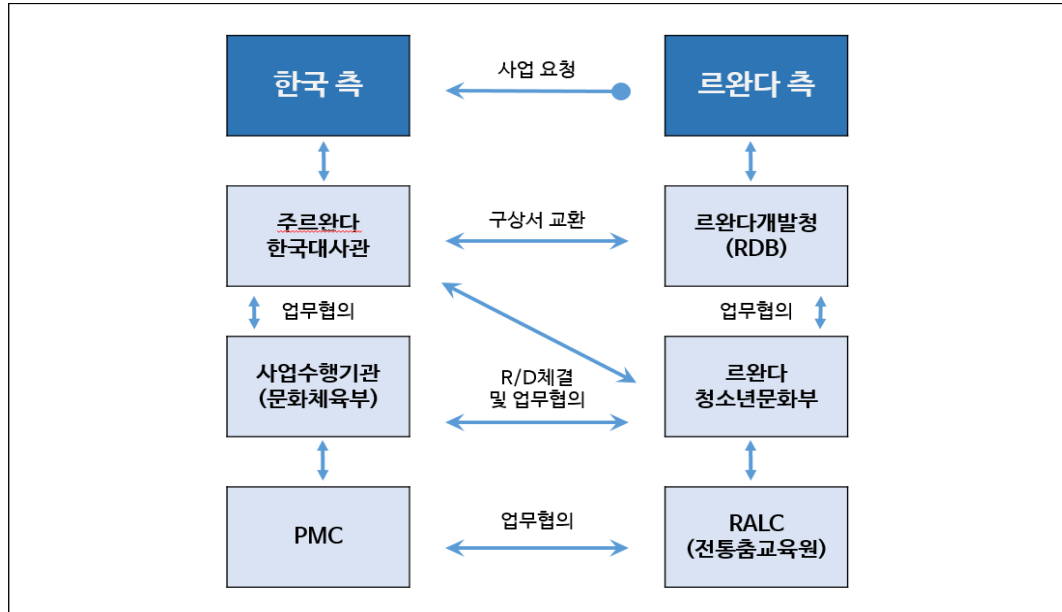 한국 측
사업 요청
르완다 측
주르완다
한국대사관
구상서 교환
르완다개발청
(RDB)
업무협의
업무협의
사업수행기관
(문화체육부)
R/D체결
및 업무협의
르완다
청소년문화부
PMC
업무협의
RALC
(전통춤교육원)